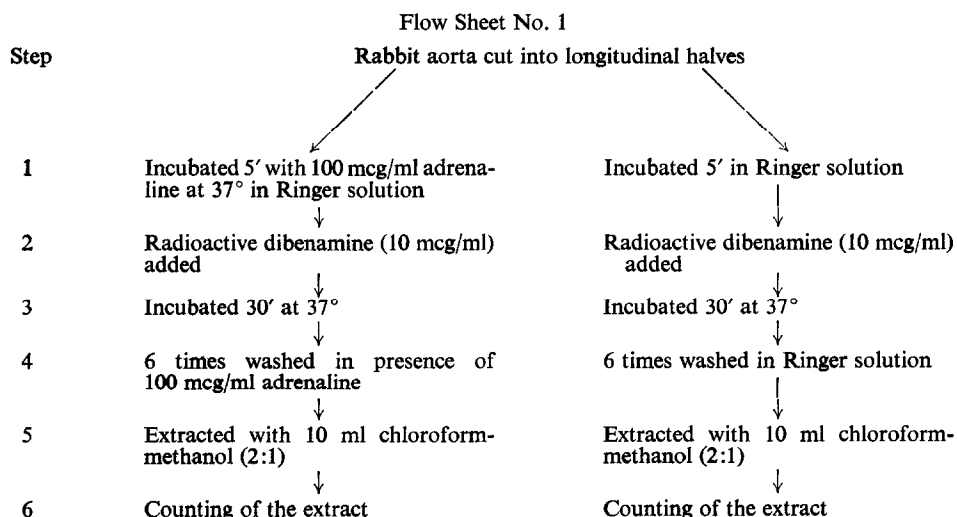 Flow Sheet No. 1
Step Rabbit aorta cut into longitudinal halves
1 Incubated 5′ with 100 mcg/ml adrena- Incubated 5′ in Ringer solution
line at 37° in Ringer solution
2 Radioactive dibenamine (10 mcg/ml) Radioactive dibenamine (10 mcg/ml)
added added
3 Incubated 30′ at 37° Incubated 30′ at 37°
4 6 times washed in presence of 6 times washed in Ringer solution
100 mcg/ml adrenaline
5 Extracted with 10 ml chloroform- Extracted with 10 ml chloroform-
methanol (2:1) methanol (2:1)
6 Counting of the extract Counting of the extract